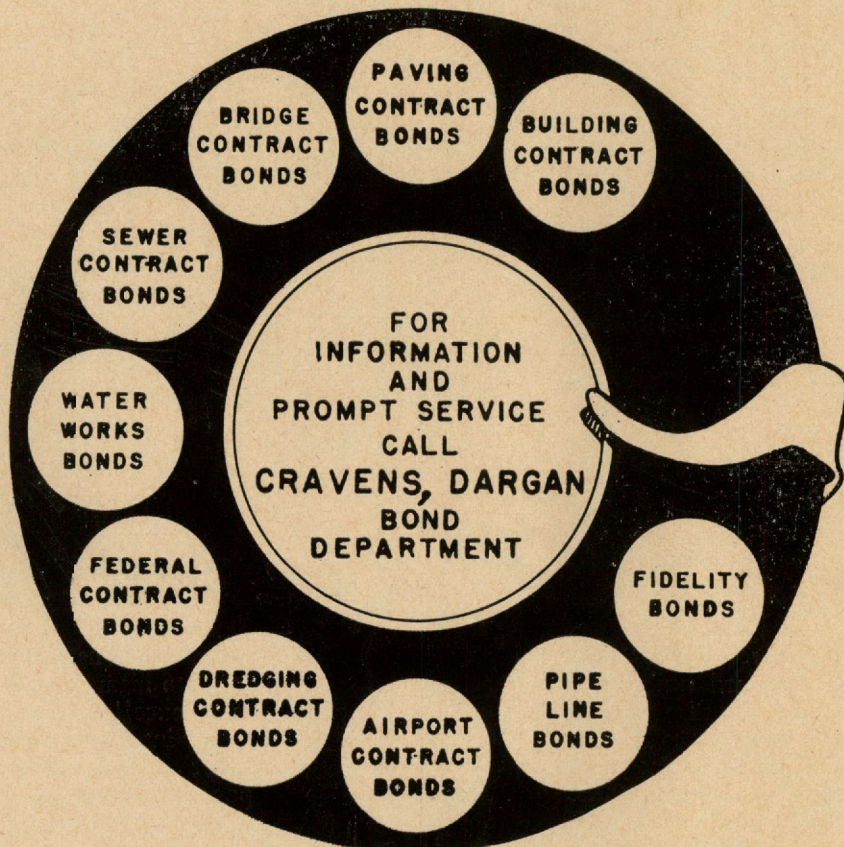 PAVING
CONTRACT
BONDS
BUILDING
CONTRACT
BONDS
BRIDGE
CONTRACT
BONDS
SEWER
CONTRACT
BONDS
WATER
WORKS
BONDS
FEDERAL
CONTRACT
BONDS
DREDGING
CONTRACT
BONDS
AIRPORT
CONTRACT
BONDS
PIPE
LINE
BONDS
FIDELITY
BONDS
FOR
INFORMATION
AND
PROMPT SERVICE
CALL
CRAVENS, DARGAN
BOND
DEPARTMENT